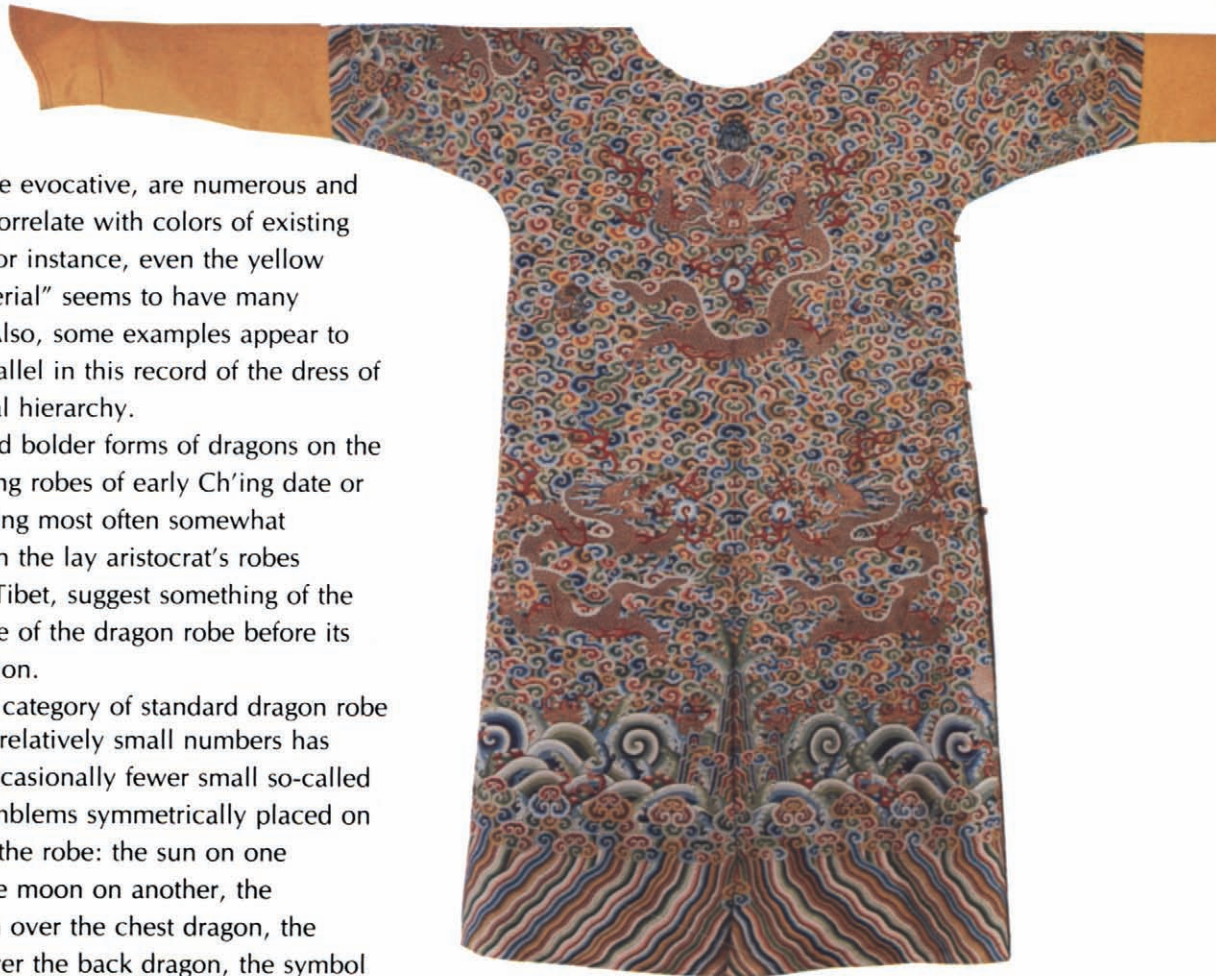 e evocative, are numerous and
orrelate with colors of existing
or instance, even the yellow
erial" seems to have many
Also, some examples appear to
allel in this record of the dress of
al hierarchy.
d bolder forms of dragons on the
ng robes of early Ch'ing date or
ing most often somewhat
n the lay aristocrat's robes
Tibet, suggest something of the
e of the dragon robe before its
on.
category of standard dragon robe
relatively small numbers has
ccasionally fewer small so-called
mblems symmetrically placed on
the robe: the sun on one
e moon on another, the
over the chest dragon, the
er the back dragon, the symbol